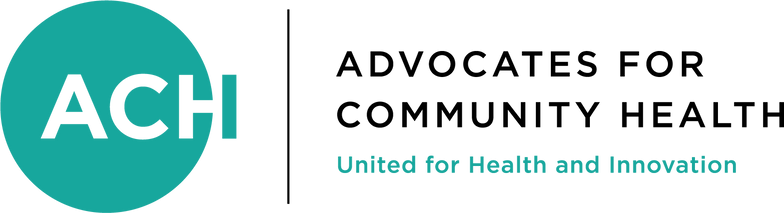 ACH
ADVOCATES FOR
COMMUNITY HEALTH
United for Health and Innovation